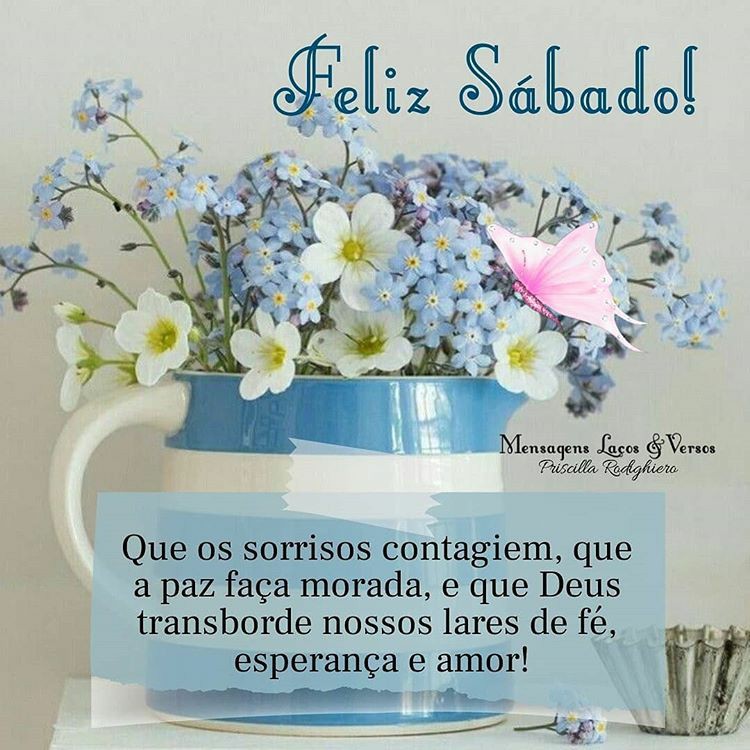 Feliz Sábado!
Mensagens Laços & Versos
Priscilla Rodighiero
Que os sorrisos contagiem, que
a paz faça morada, e que Deus
transborde nossos lares de fé,
esperança e amor!